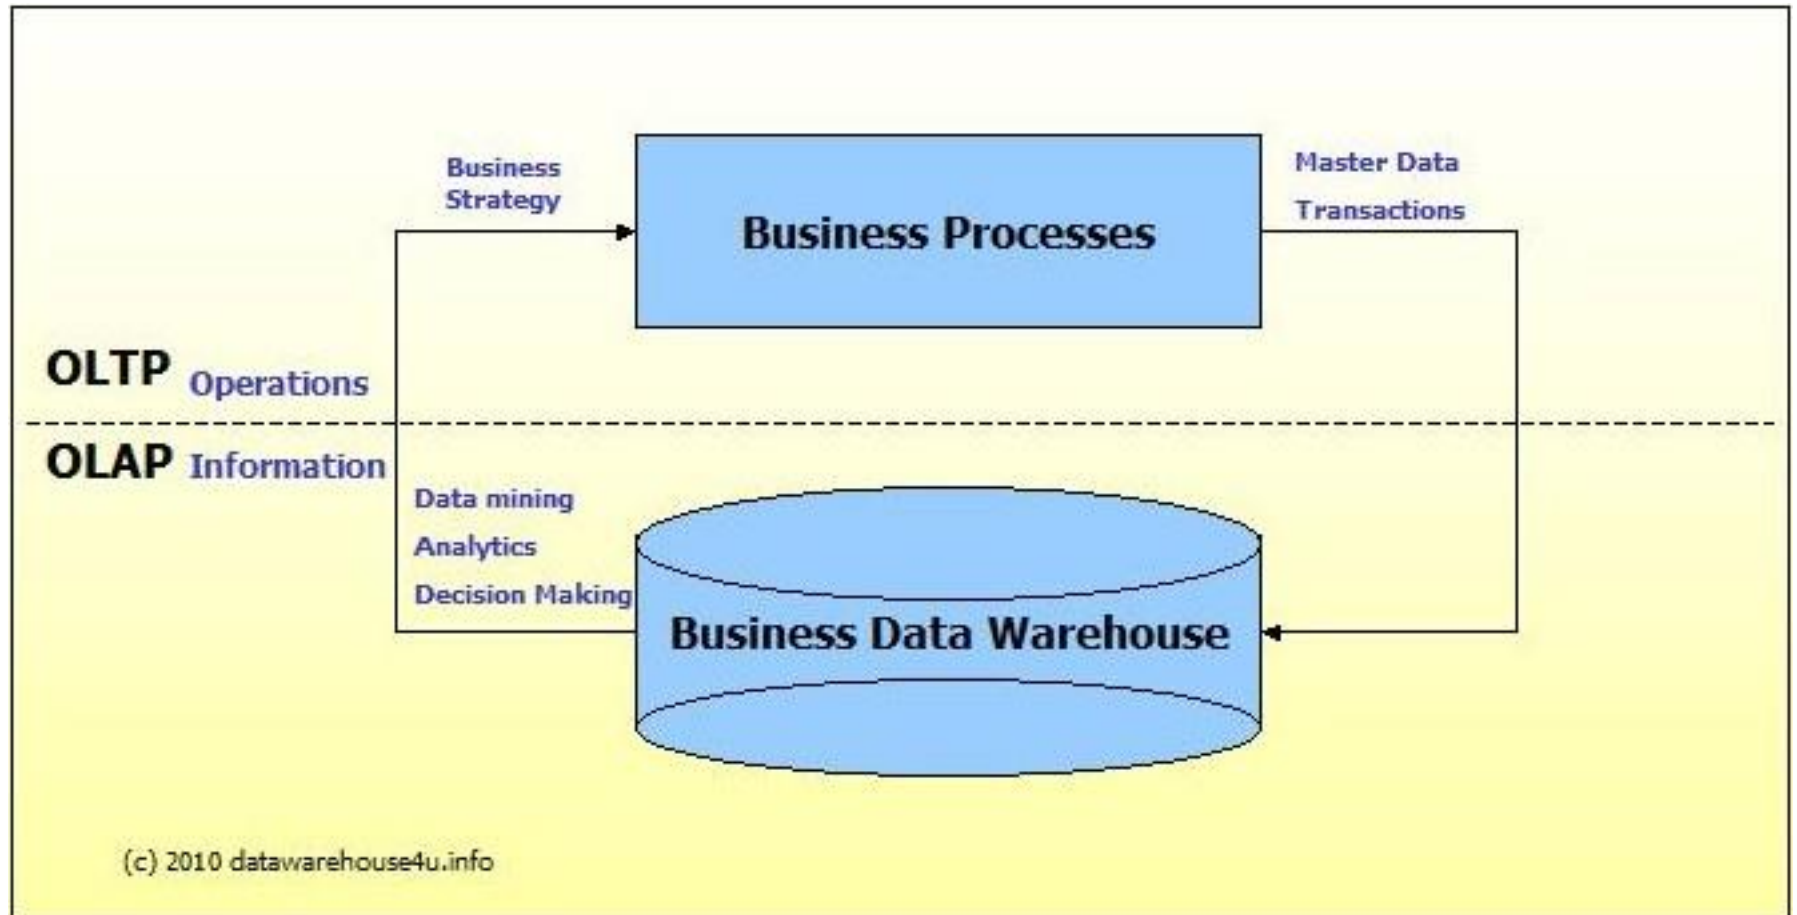 Business
Strategy
Business Processes
Master Data
Transactions
OLTP Operations
OLAP Information
Data mining
Analytics
Decision Making
Business Data Warehouse
(c) 2010 datawarehouse4u.info